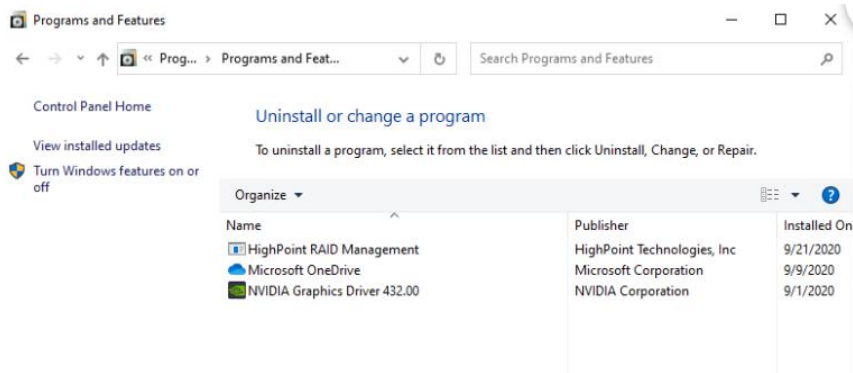 Programs and Features
« Prog... › Programs and Feat...
Search Programs and Features
Control Panel Home
View installed updates
Turn Windows features on or
off
Uninstall or change a program
To uninstall a program, select it from the list and then click Uninstall, Change, or Repair.
Organize
Name Publisher Installed On
HighPoint RAID Management HighPoint Technologies, Inc 9/21/2020
Microsoft OneDrive Microsoft Corporation 9/9/2020
NVIDIA Graphics Driver 432.00 NVIDIA Corporation 9/1/2020